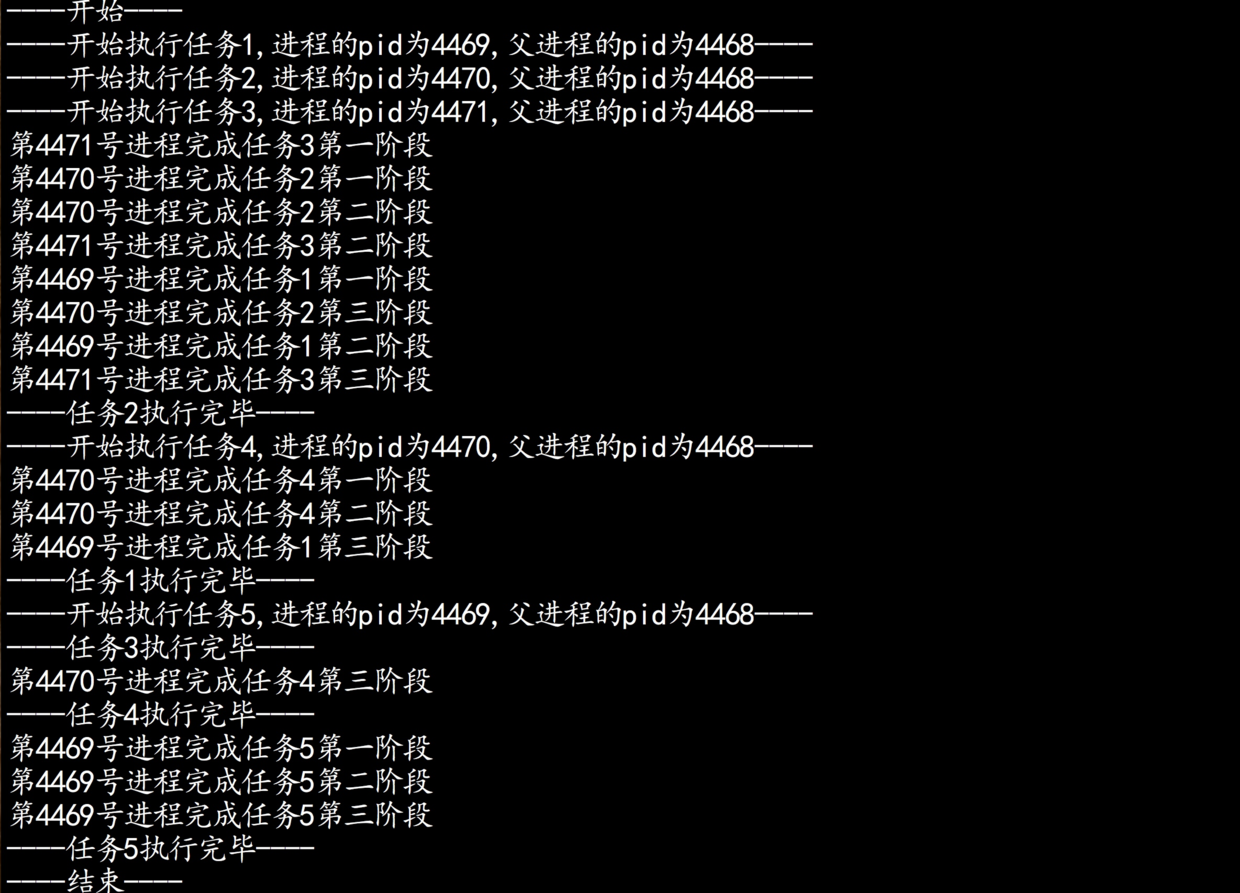 ----开始----
----开始执行任务1,进程的pid为4469,父进程的pid为4468----
----开始执行任务2,进程的pid为4470,父进程的pid为4468----
----开始执行任务3,进程的pid为4471,父进程的pid为4468----
第4471号进程完成任务3第一阶段
第4470号进程完成任务2第一阶段
第4470号进程完成任务2第二阶段
第4471号进程完成任务3第二阶段
第4469号进程完成任务1第一阶段
第4470号进程完成任务2第三阶段
第4469号进程完成任务1第二阶段
第4471号进程完成任务3第三阶段
----任务2执行完毕----
----开始执行任务4,进程的pid为4470,父进程的pid为4468----
第4470号进程完成任务4第一阶段
第4470号进程完成任务4第二阶段
第4469号进程完成任务1第三阶段
----任务1执行完毕----
----开始执行任务5,进程的pid为4469,父进程的pid为4468----
----任务3执行完毕----
第4470号进程完成任务4第三阶段
----任务4执行完毕----
第4469号进程完成任务5第一阶段
第4469号进程完成任务5第二阶段
第4469号进程完成任务5第三阶段
----任务5执行完毕----
----结束----